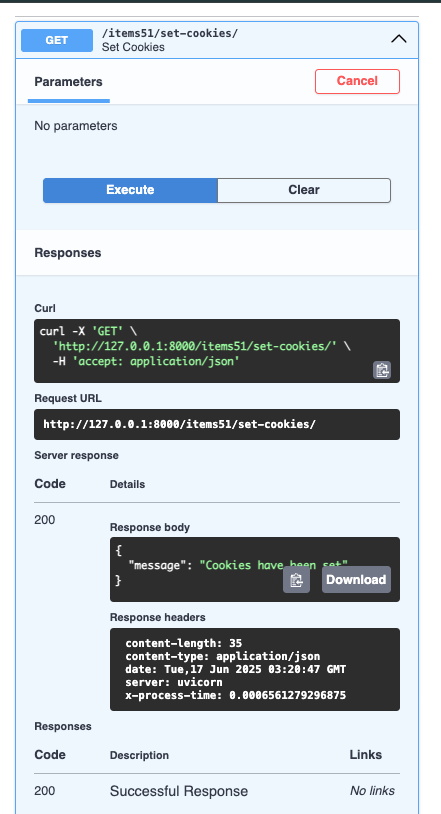 GET
/items51/set-cookies/
Set Cookies
Parameters
Cancel
No parameters
Execute
Clear
Responses
Curl
curl -X 'GET' \
'http://127.0.0.1:8000/items51/set-cookies/' \
-H 'accept: application/json'
Request URL
http://127.0.0.1:8000/items51/set-cookies/
Server response
Code Details
200
Response body
{
"message": "Cookies have been set"
}
Download
Response headers
content-length: 35
content-type: application/json
date: Tue,17 Jun 2025 03:20:47 GMT
server: uvicorn
x-process-time: 0.0006561279296875
Responses
Code Description Links
200 Successful Response No links